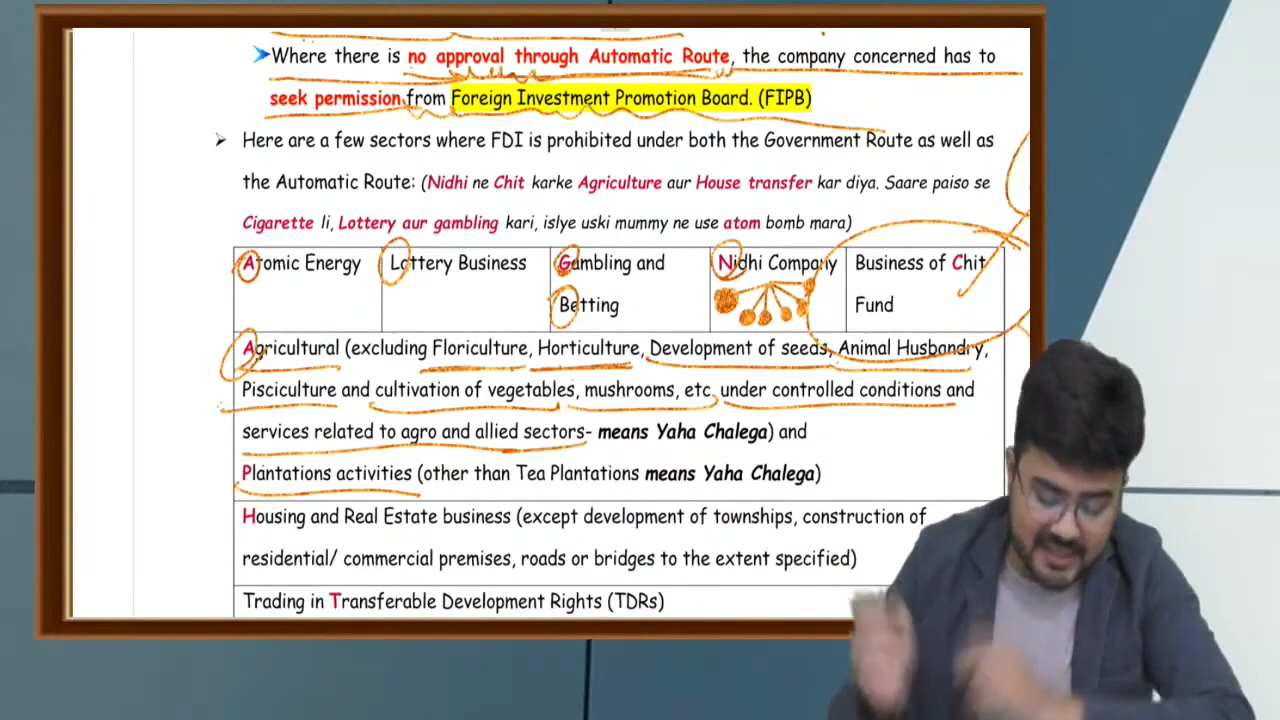 Where there is no approval through Automatic Route, the company concerned has to
seek permission from Foreign Investment Promotion Board. (FIPB)
Here are a few sectors where FDI is prohibited under both the Government Route as well as
the Automatic Route: (Nidhi ne Chit karke Agriculture aur House transfer kar diya. Saare paiso se
Cigarette li, Lottery aur gambling kari, islye uski mummy ne use atom bomb mara)
Atomic Energy
Lottery Business
Gambling and
Betting
Nidhi Company
Business of Chit
Fund
Agricultural (excluding Floriculture, Horticulture, Development of seeds, Animal Husbandry,
Pisciculture and cultivation of vegetables, mushrooms, etc. under controlled conditions and
services related to agro and allied sectors- means Yaha Chalega) and
Plantations activities (other than Tea Plantations means Yaha Chalega)
Housing and Real Estate business (except development of townships, construction of
residential/ commercial premises, roads or bridges to the extent specified)
Trading in Transferable Development Rights (TDRs)